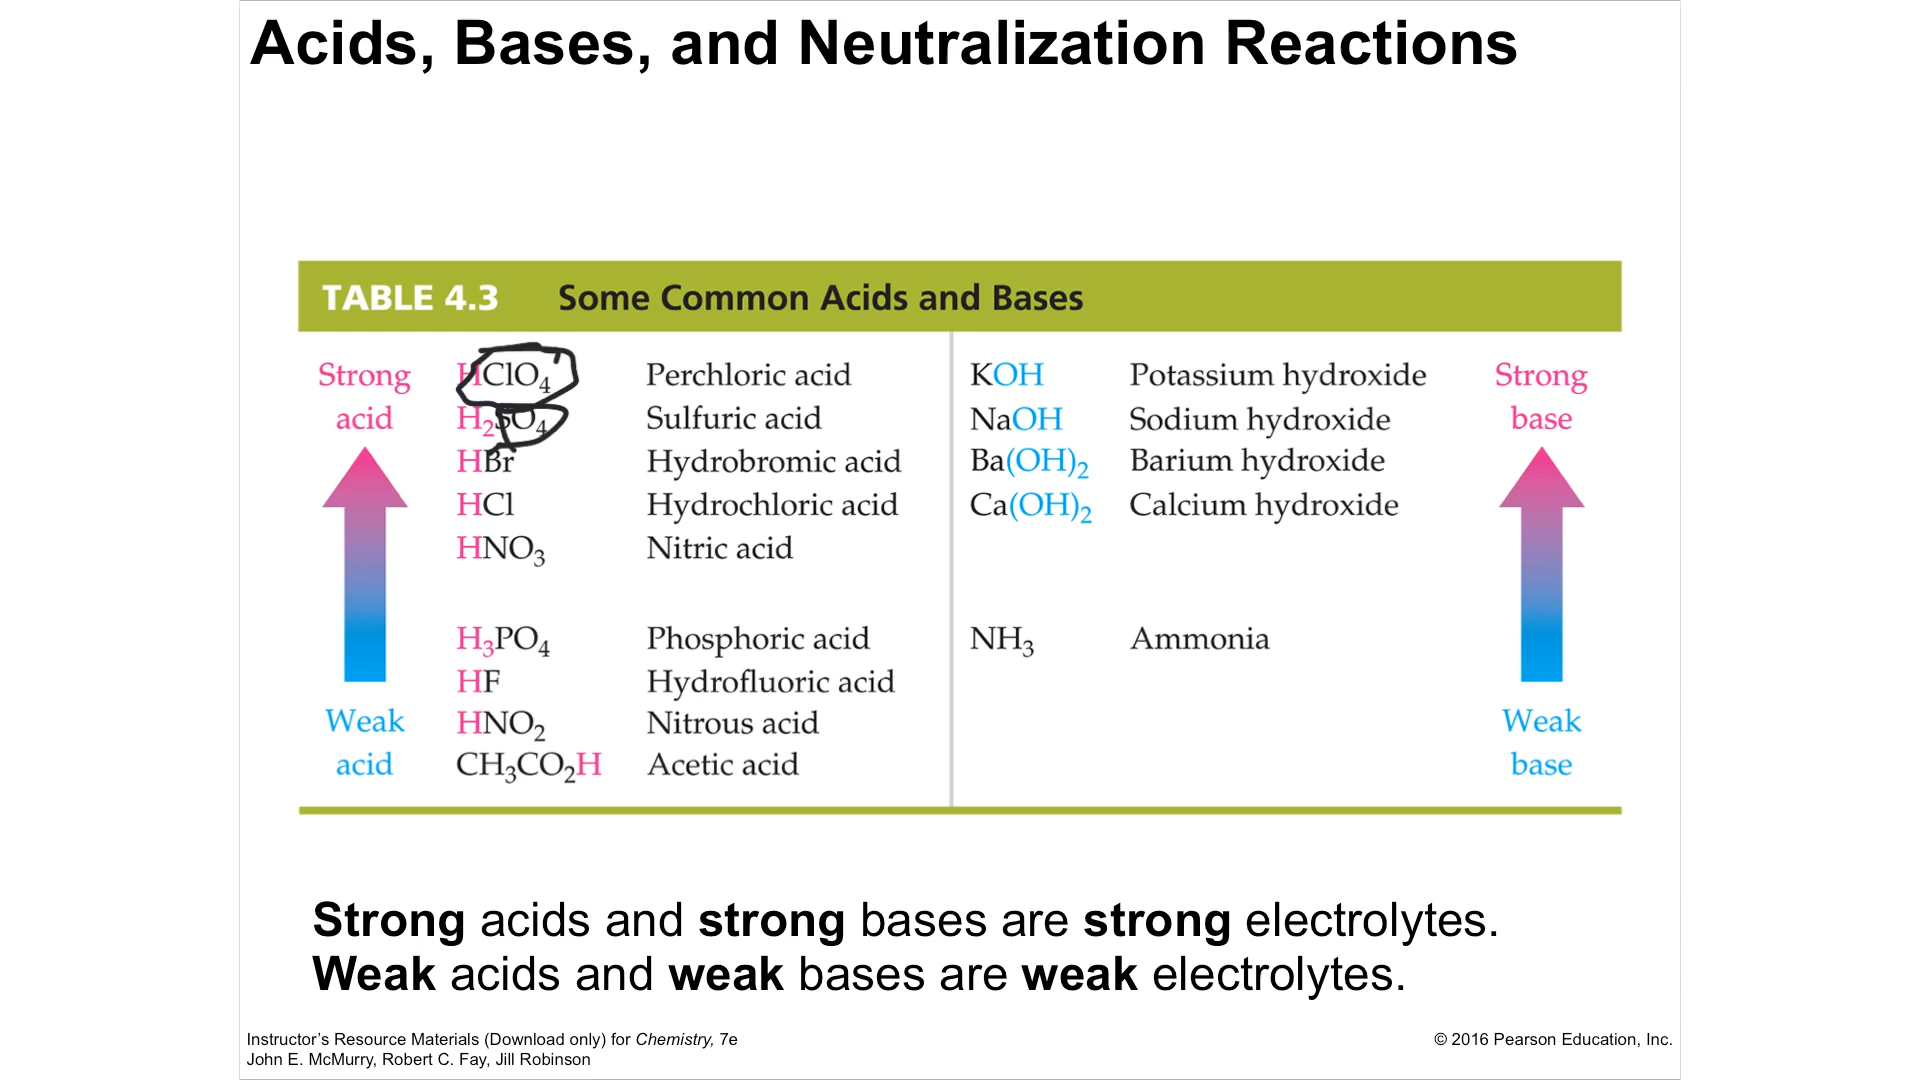 Acids, Bases, and Neutralization Reactions
TABLE 4.3 Some Common Acids and Bases
Strong acid
HClO₄ Perchloric acid
H₂SO₄ Sulfuric acid
HBr Hydrobromic acid
HCl Hydrochloric acid
HNO₃ Nitric acid
H₃PO₄ Phosphoric acid
HF Hydrofluoric acid
HNO₂ Nitrous acid
CH₃CO₂H Acetic acid
Weak acid
KOH Potassium hydroxide
NaOH Sodium hydroxide
Ba(OH)₂ Barium hydroxide
Ca(OH)₂ Calcium hydroxide
NH₃ Ammonia
Strong base
Weak base
Strong acids and strong bases are strong electrolytes.
Weak acids and weak bases are weak electrolytes.
Instructor's Resource Materials (Download only) for Chemistry, 7e
John E. McMurry, Robert C. Fay, Jill Robinson
© 2016 Pearson Education, Inc.